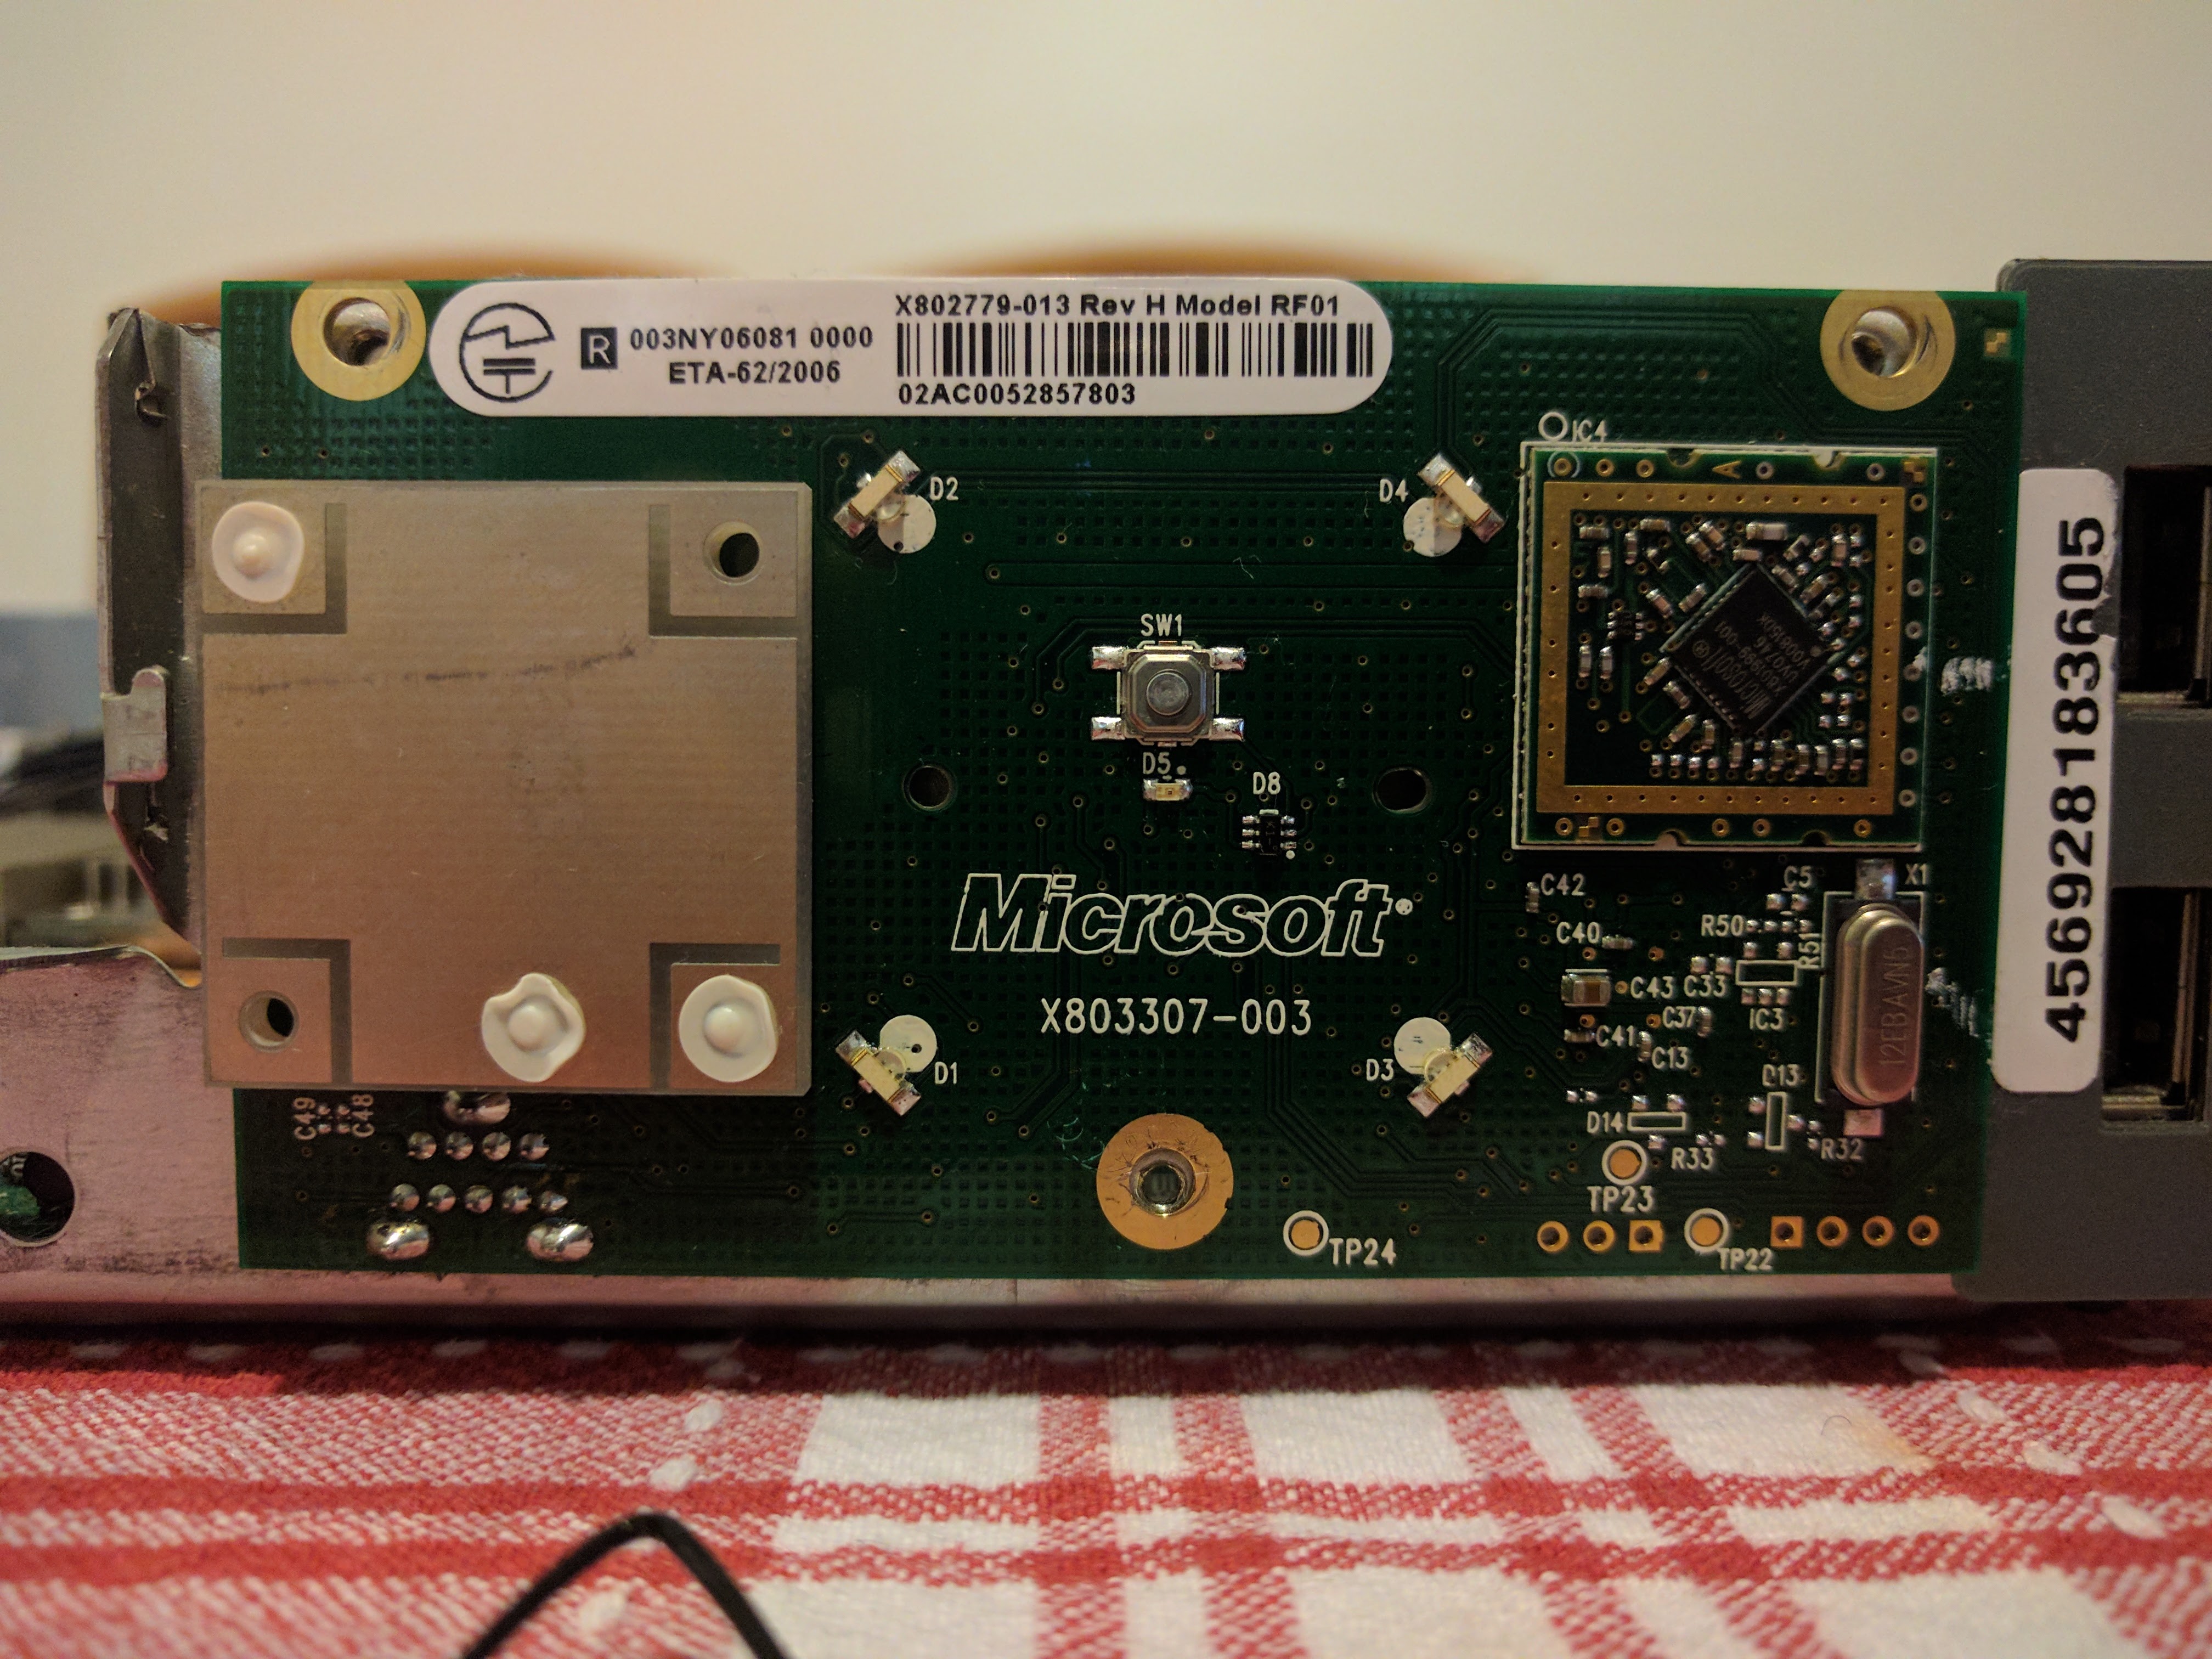 X802779-013 Rev H Model RF01
R 003NY06081 0000
ETA-62/2006
02AC0052857803
IC4
A
D2
D4
SW1
D5
D8
Microsoft®
X803307-003
D1
D3
C42
C5
X1
C40
R50
R51
C43
C33
IC3
C37
C41
C13
12EBAVN5
D13
D14
R33
R32
TP23
TP24
TP22
C49
C48
456928183605